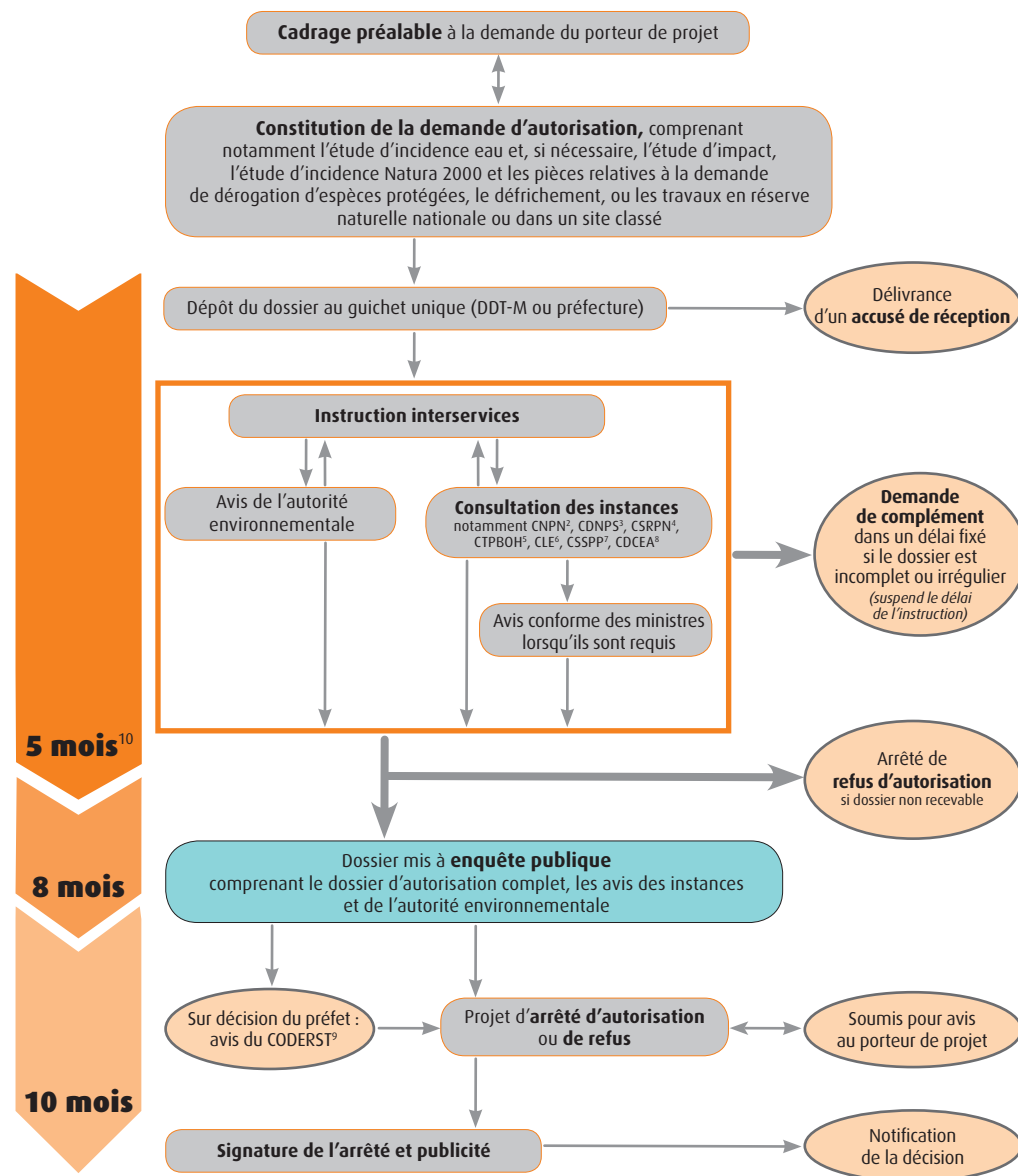 Cadrage préalable à la demande du porteur de projet
Constitution de la demande d'autorisation, comprenant
notamment l'étude d'incidence eau et, si nécessaire, l'étude d'impact,
l'étude d'incidence Natura 2000 et les pièces relatives à la demande
de dérogation d'espèces protégées, le défrichement, ou les travaux en réserve
naturelle nationale ou dans un site classé
Dépôt du dossier au guichet unique (DDT-M ou préfecture)
Délivrance
d'un accusé de réception
Instruction interservices
Avis de l'autorité
environnementale
Consultation des instances
notamment CNPN², CDNPS³, CSRPN⁴,
CTPBOH⁵, CLE⁶, CSSPP⁷, CDCEA⁸
Avis conforme des ministres
lorsqu'ils sont requis
Demande
de complément
dans un délai fixé
si le dossier est
incomplet ou irrégulier
(suspend le délai
de l'instruction)
5 mois¹⁰
Arrêté de
refus d'autorisation
si dossier non recevable
8 mois
Dossier mis à enquête publique
comprenant le dossier d'autorisation complet, les avis des instances
et de l'autorité environnementale
Sur décision du préfet :
avis du CODERST⁹
Projet d'arrêté d'autorisation
ou de refus
Soumis pour avis
au porteur de projet
10 mois
Signature de l'arrêté et publicité
Notification
de la décision